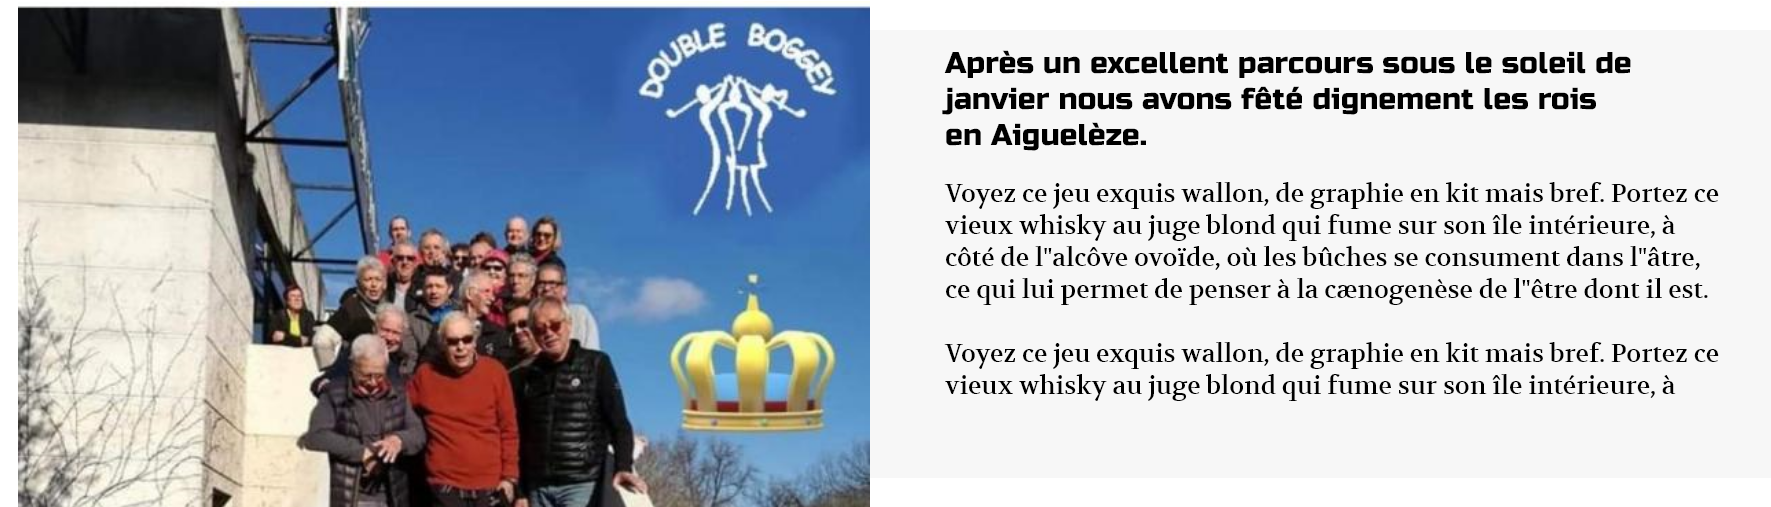 DOUBLE BOGGEY
Après un excellent parcours sous le soleil de
janvier nous avons fêté dignement les rois
en Aiguelèze.
Voyez ce jeu exquis wallon, de graphie en kit mais bref. Portez ce
vieux whisky au juge blond qui fume sur son île intérieure, à
côté de l"alcôve ovoïde, où les bûches se consument dans l"âtre,
ce qui lui permet de penser à la cænogenèse de l"être dont il est.
Voyez ce jeu exquis wallon, de graphie en kit mais bref. Portez ce
vieux whisky au juge blond qui fume sur son île intérieure, à